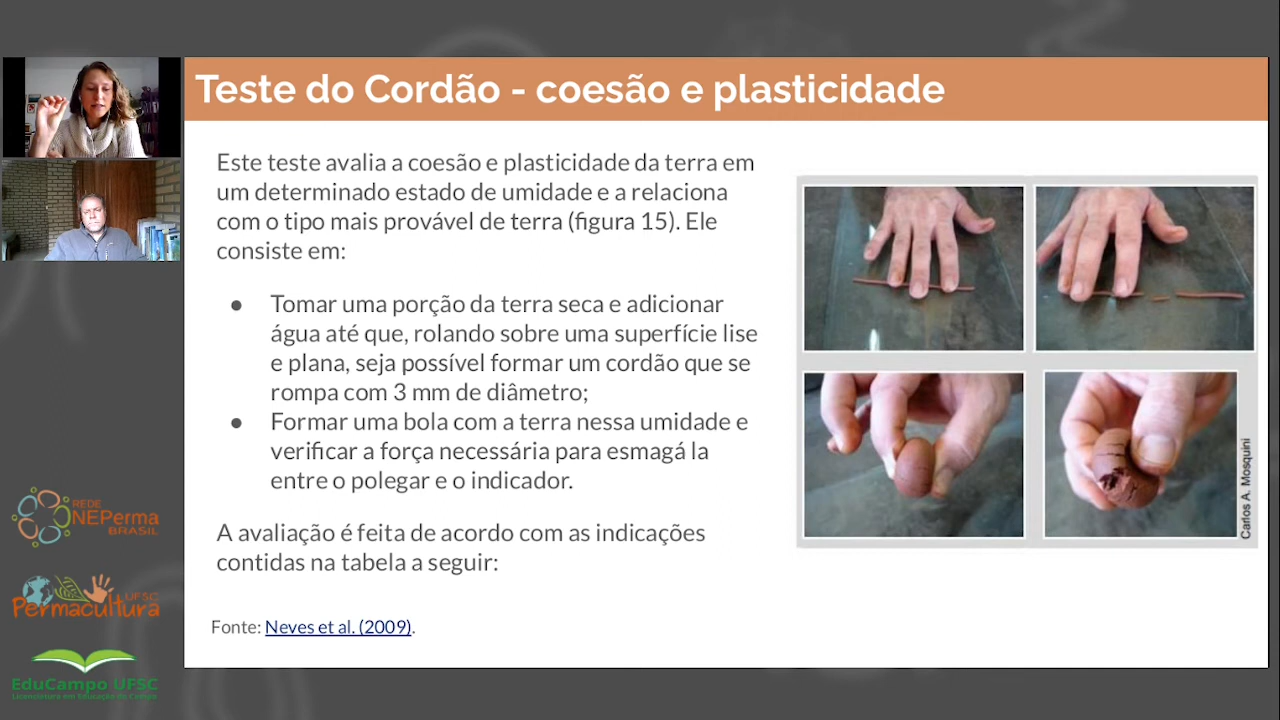 Teste do Cordão - coesão e plasticidade
Este teste avalia a coesão e plasticidade da terra em
um determinado estado de umidade e a relaciona
com o tipo mais provável de terra (figura 15). Ele
consiste em:
● Tomar uma porção da terra seca e adicionar
água até que, rolando sobre uma superfície lise
e plana, seja possível formar um cordão que se
rompa com 3 mm de diâmetro;
● Formar uma bola com a terra nessa umidade e
verificar a força necessária para esmagá la
entre o polegar e o indicador.
A avaliação é feita de acordo com as indicações
contidas na tabela a seguir:
Fonte: Neves et al. (2009).
Carlos A. Mosquini
REDE
NEPerma
BRASIL
UFSC
Permacultura
EduCampo UFSC
Licenciatura em Educação do Campo